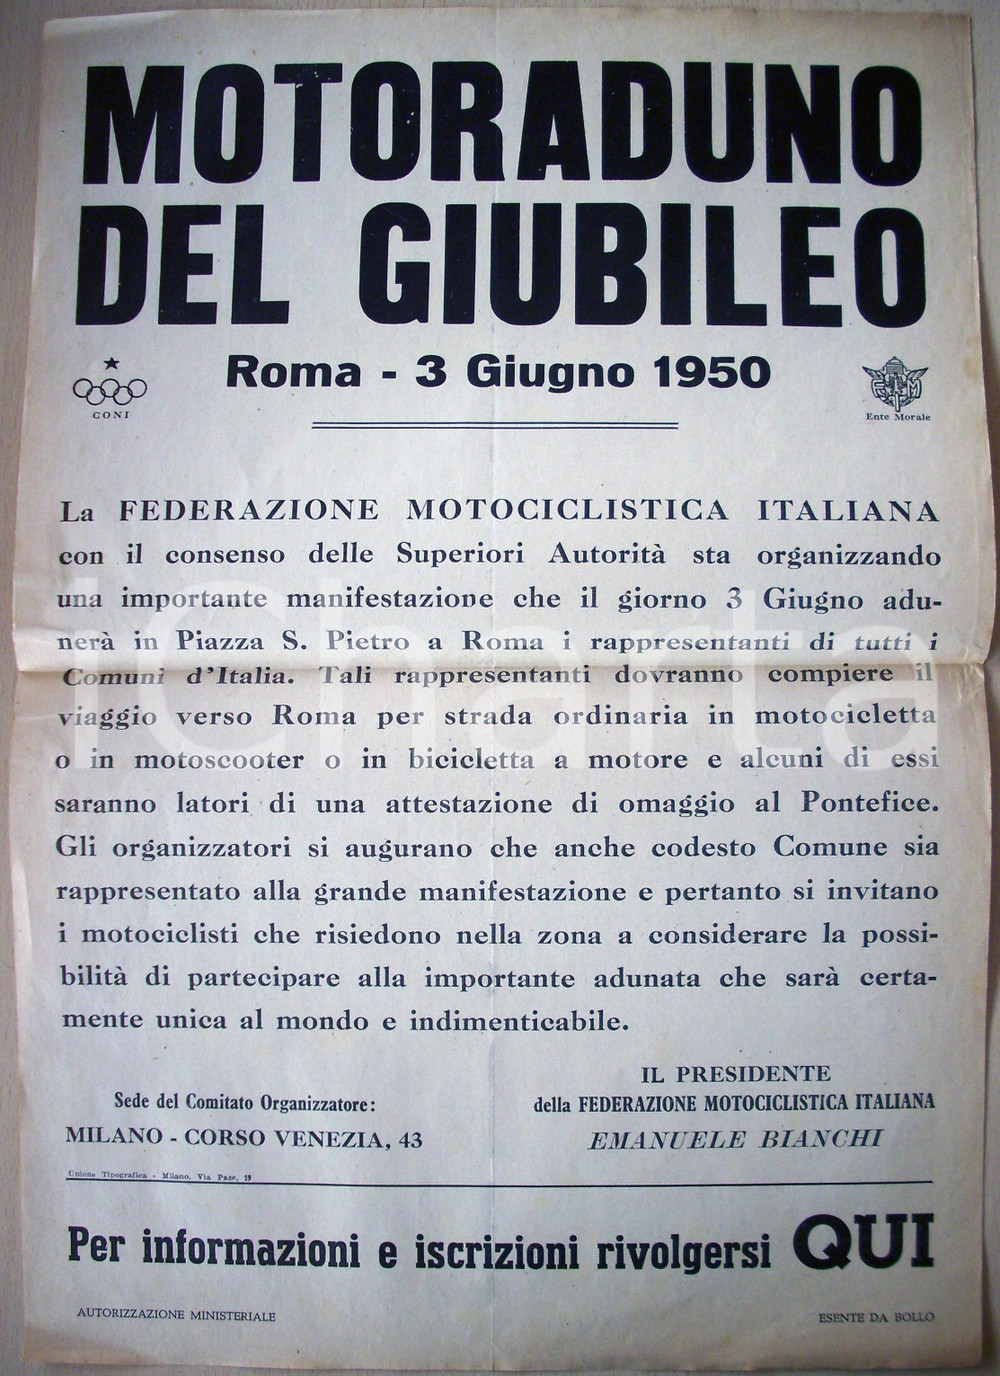 MOTORADUNO
DEL GIUBILEO
Roma - 3 Giugno 1950
CONI
FMI
Ente Morale
La FEDERAZIONE MOTOCICLISTICA ITALIANA
con il consenso delle Superiori Autorità sta organizzando
una importante manifestazione che il giorno 3 Giugno adu-
nerà in Piazza S. Pietro a Roma i rappresentanti di tutti i
Comuni d'Italia. Tali rappresentanti dovranno compiere il
viaggio verso Roma per strada ordinaria in motocicletta
o in motoscooter o in bicicletta a motore e alcuni di essi
saranno latori di una attestazione di omaggio al Pontefice.
Gli organizzatori si augurano che anche codesto Comune sia
rappresentato alla grande manifestazione e pertanto si invitano
i motociclisti che risiedono nella zona a considerare la possi-
bilità di partecipare alla importante adunata che sarà certa-
mente unica al mondo e indimenticabile.
Sede del Comitato Organizzatore:
MILANO - CORSO VENEZIA, 43
IL PRESIDENTE
della FEDERAZIONE MOTOCICLISTICA ITALIANA
EMANUELE BIANCHI
Unione Tipografica - Milano, Via Pace, 19
Per informazioni e iscrizioni rivolgersi QUI
AUTORIZZAZIONE MINISTERIALE
ESENTE DA BOLLO
iCharta